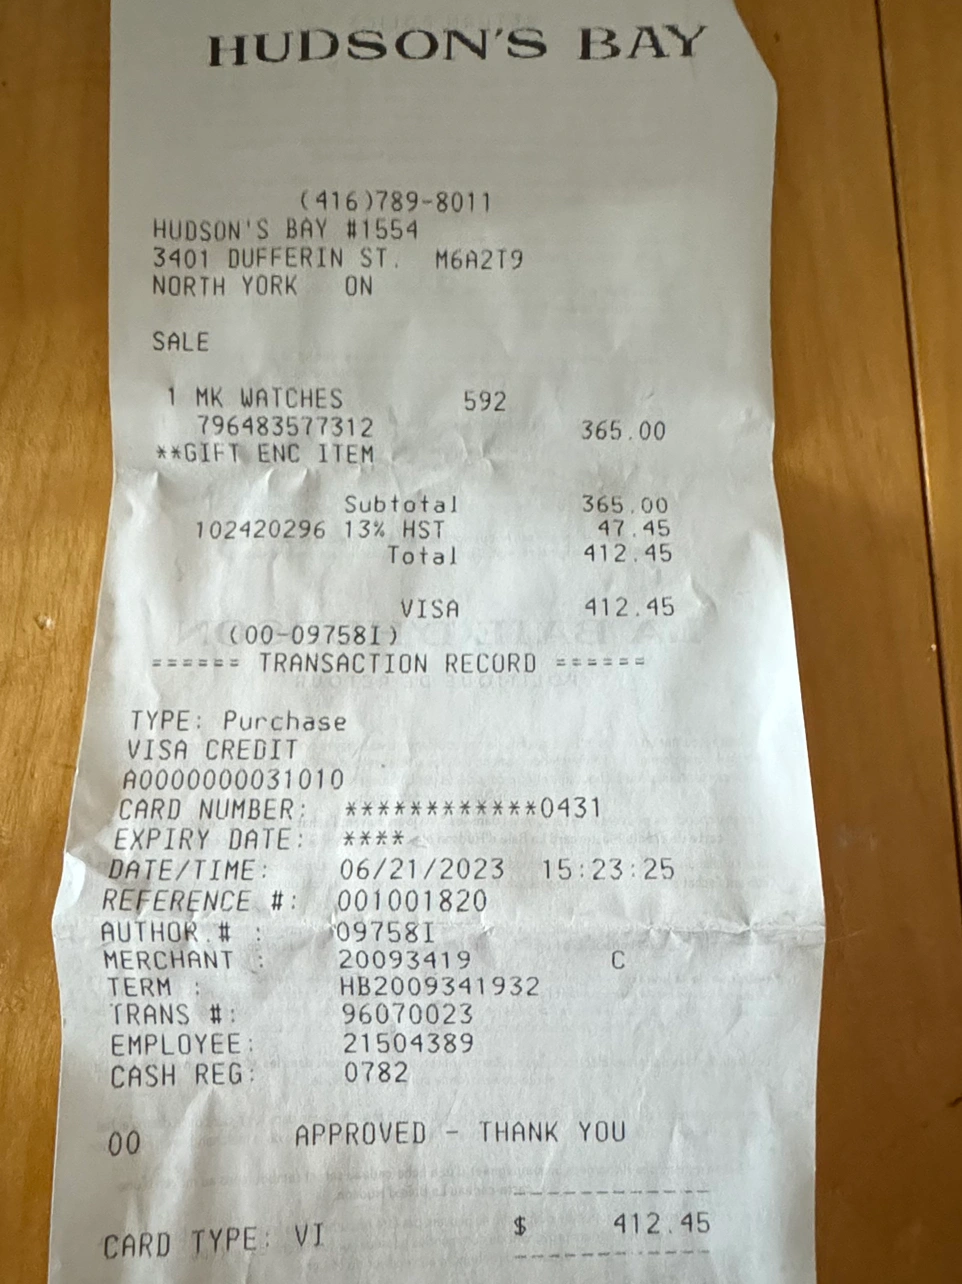 HUDSON'S BAY
(416)789-8011
HUDSON'S BAY #1554
3401 DUFFERIN ST. M6A2T9
NORTH YORK ON
SALE
1 MK WATCHES 592
796483577312 365.00
**GIFT ENC ITEM
Subtotal 365.00
102420296 13% HST 47.45
Total 412.45
VISA 412.45
(00-09758I)
====== TRANSACTION RECORD ======
TYPE: Purchase
VISA CREDIT
A0000000031010
CARD NUMBER: ************0431
EXPIRY DATE: ****
DATE/TIME: 06/21/2023 15:23:25
REFERENCE #: 001001820
AUTHOR.# : 09758I
MERCHANT : 20093419 C
TERM : HB2009341932
TRANS #: 96070023
EMPLOYEE: 21504389
CASH REG: 0782
00 APPROVED - THANK YOU
CARD TYPE: VI $ 412.45